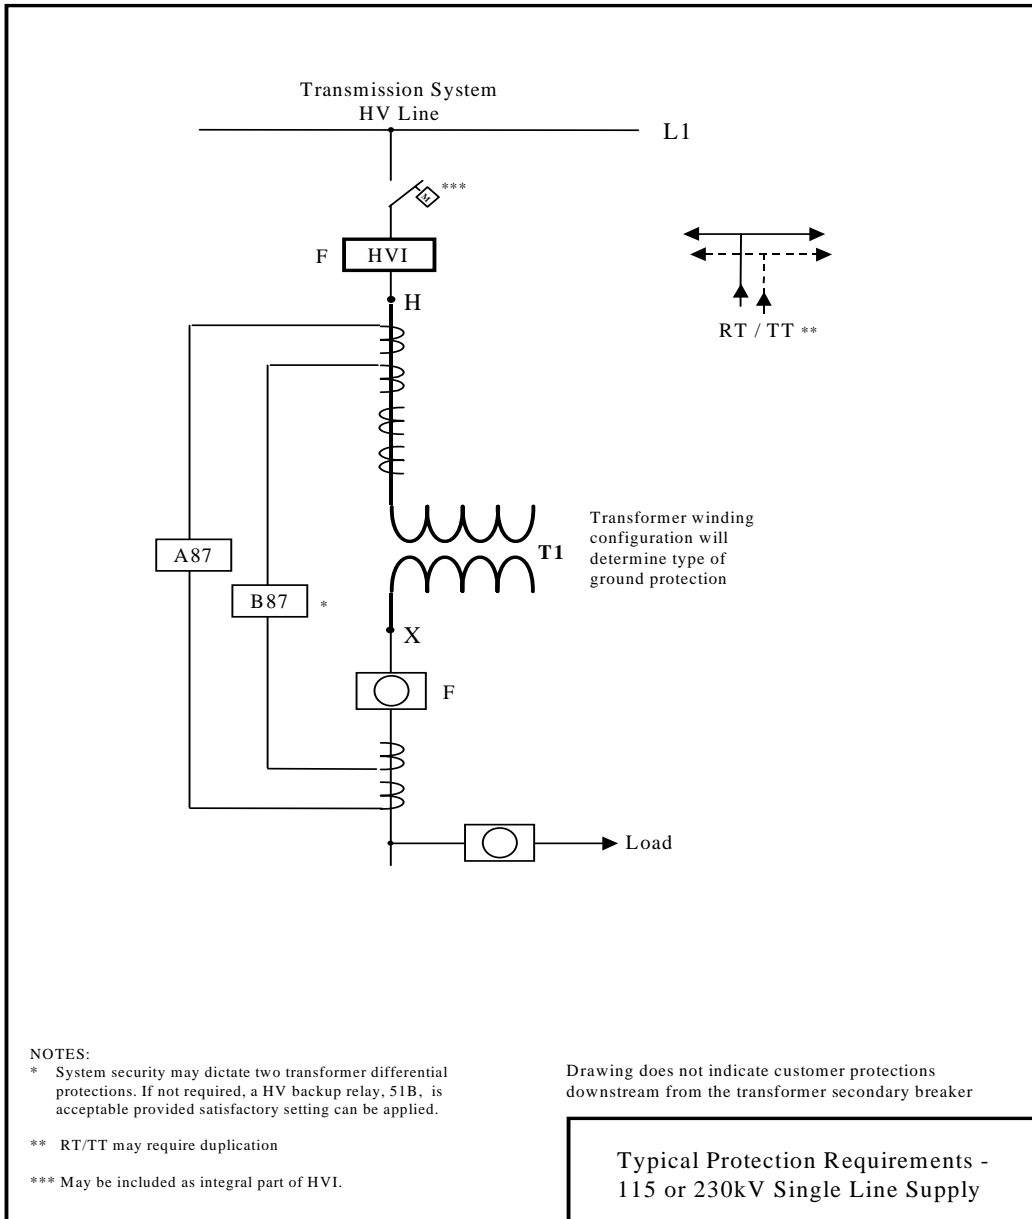 Transmission System
HV Line
L1
M
***
F
HVI
H
RT / TT **
A87
B87
*
T1
Transformer winding
configuration will
determine type of
ground protection
X
F
Load
NOTES:
* System security may dictate two transformer differential
protections. If not required, a HV backup relay, 51B, is
acceptable provided satisfactory setting can be applied.
** RT/TT may require duplication
*** May be included as integral part of HVI.
Drawing does not indicate customer protections
downstream from the transformer secondary breaker
Typical Protection Requirements -
115 or 230kV Single Line Supply